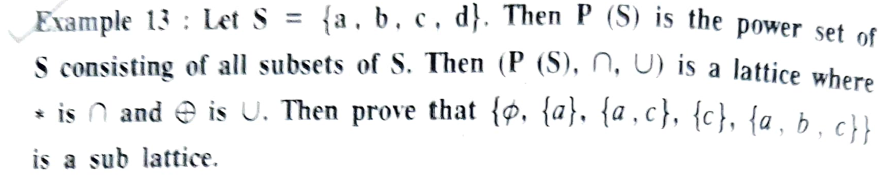 Example 13 : Let S = {a, b, c, d}. Then P (S) is the power set of
S consisting of all subsets of S. Then (P (S), ∩, ∪) is a lattice where
* is ∩ and ⊕ is ∪. Then prove that {φ, {a}, {a, c}, {c}, {a, b, c}}
is a sub lattice.